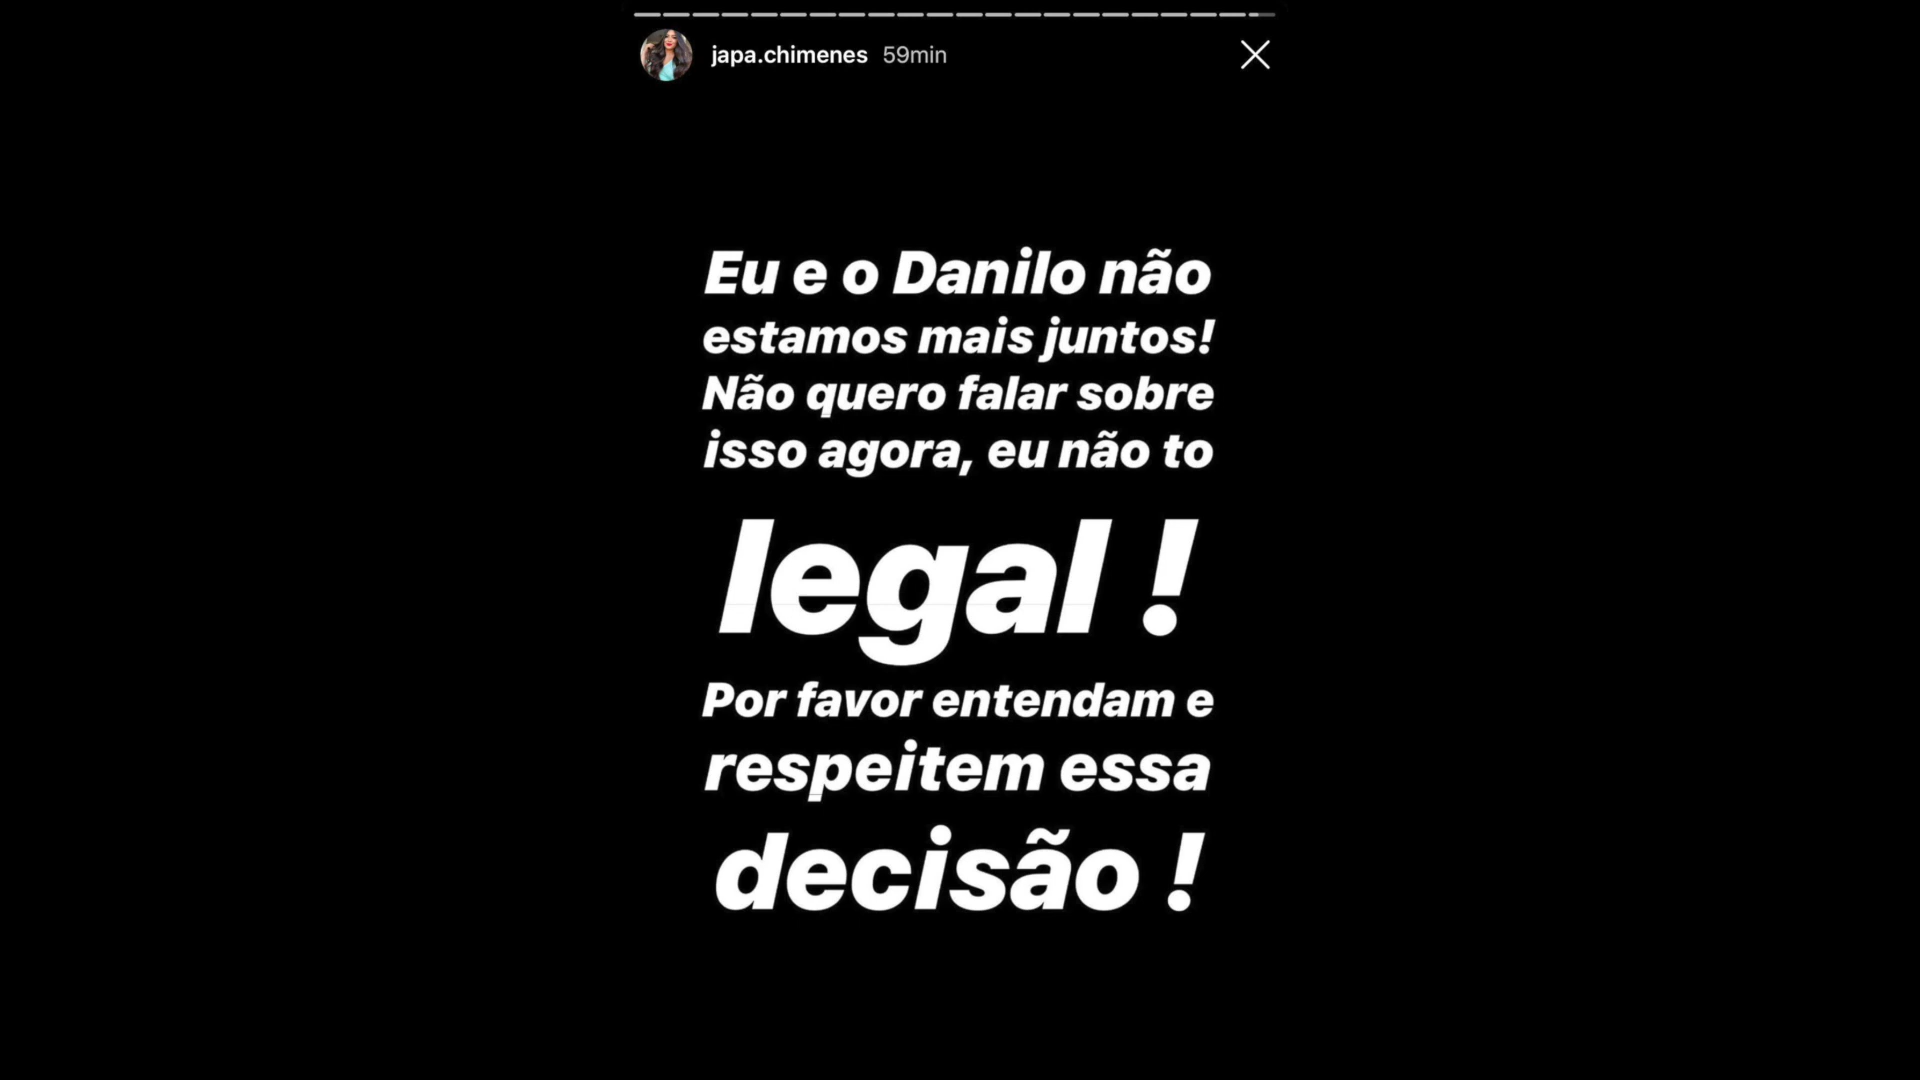 japa.chimenes 59min
Eu e o Danilo não
estamos mais juntos!
Não quero falar sobre
isso agora, eu não to
legal !
Por favor entendam e
respeitem essa
decisão !